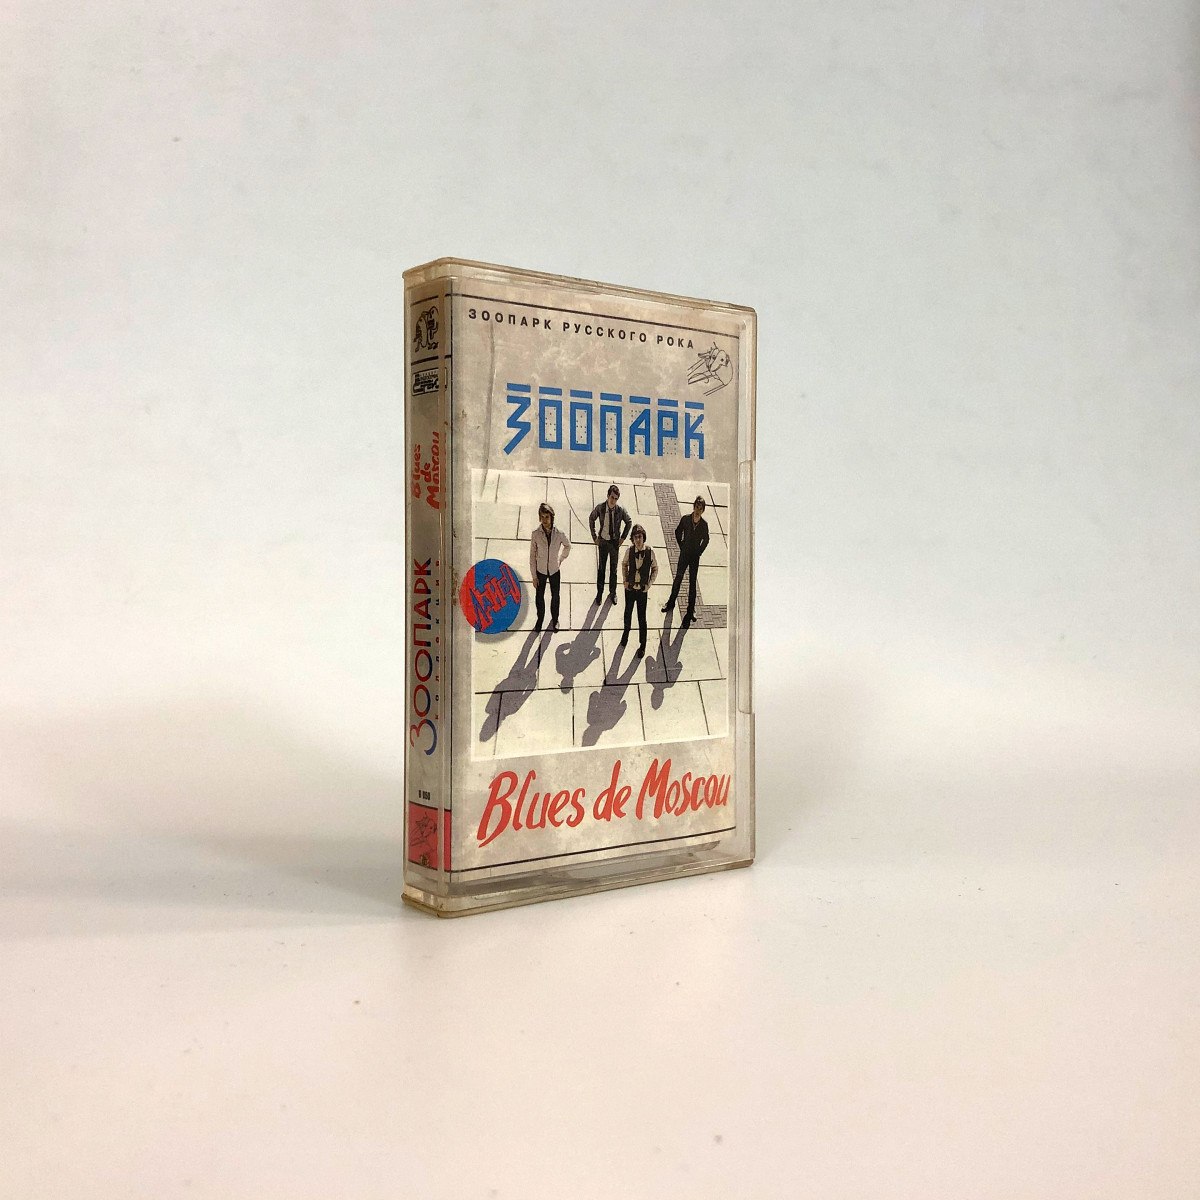 ЗООПАРК РУССКОГО РОКА
ЗООПАРК
Blues de Moscou
Blues
de
Moscou
ЗООПАРК